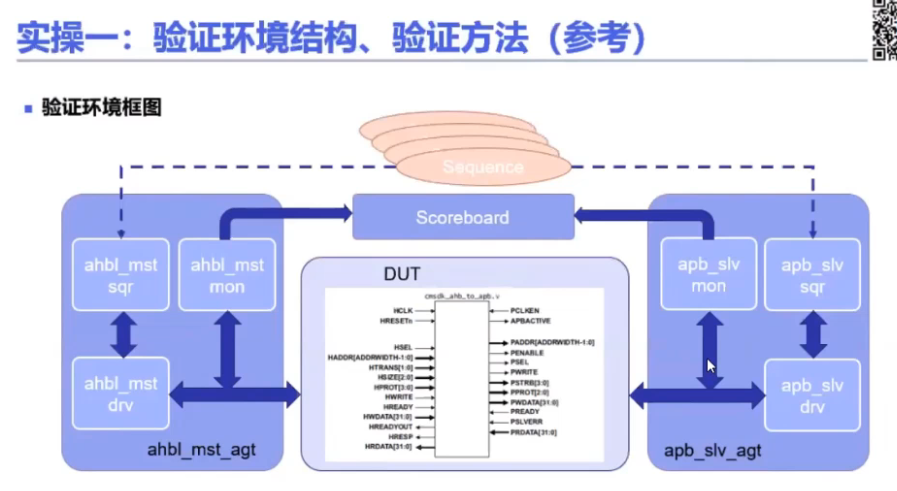 实操一：验证环境结构、验证方法（参考）
验证环境框图
Sequence
Scoreboard
ahbl_mst
sqr
ahbl_mst
mon
ahbl_mst
drv
ahbl_mst_agt
DUT
cmsdk_ahb_to_apb.v
HCLK
HRESETn
HSEL
HADDR[ADDRWIDTH-1:0]
HTRANS[1:0]
HSIZE[2:0]
HPROT[3:0]
HWRITE
HREADY
HWDATA[31:0]
HREADYOUT
HRESP
HRDATA[31:0]
PCLKEN
APBACTIVE
PADDR[ADDRWIDTH-1:0]
PENABLE
PSEL
PWRITE
PSTRB[3:0]
PPROT[2:0]
PWDATA[31:0]
PREADY
PSLVERR
PRDATA[31:0]
apb_slv
mon
apb_slv
sqr
apb_slv
drv
apb_slv_agt